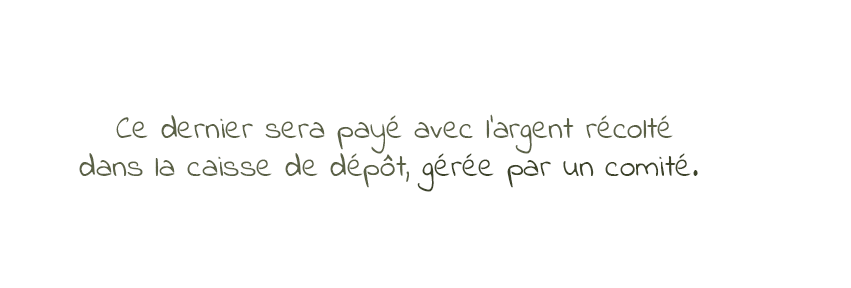 Ce dernier sera payé avec l'argent récolté
dans la caisse de dépôt, gérée par un comité.